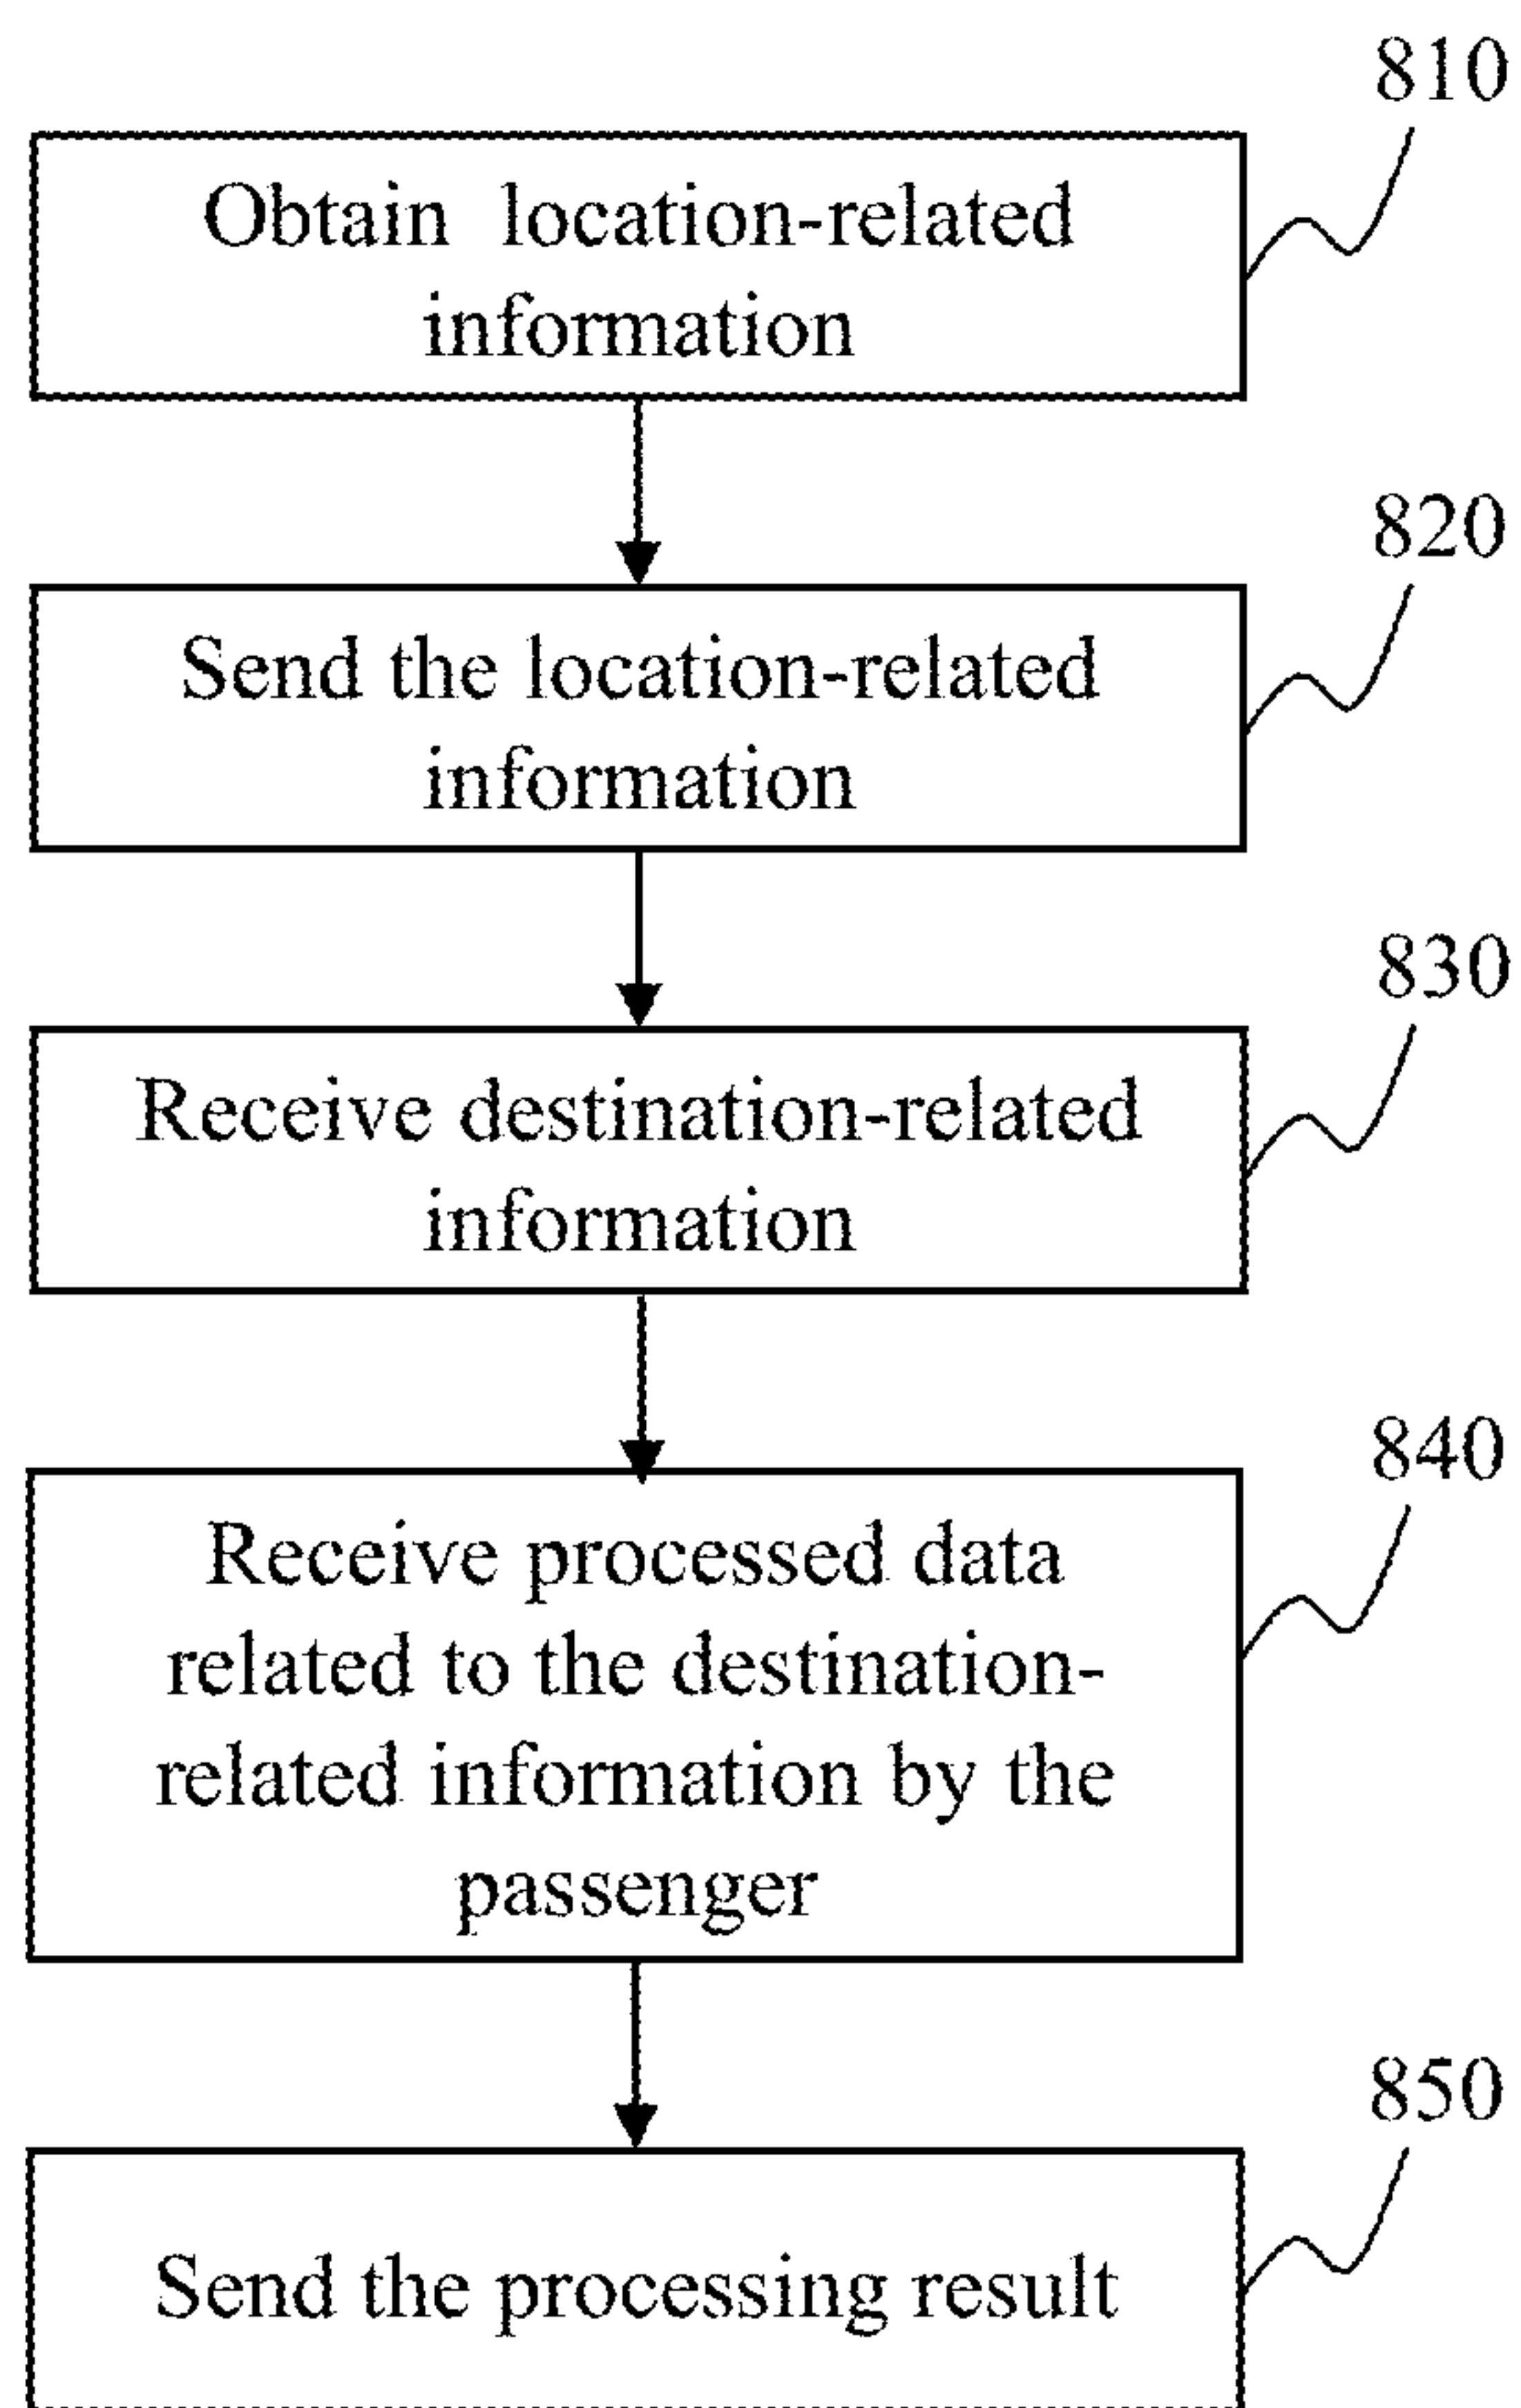 810
Obtain location-related
information
820
Send the location-related
information
830
Receive destination-related
information
840
Receive processed data
related to the destination-
related information by the
passenger
850
Send the processing result